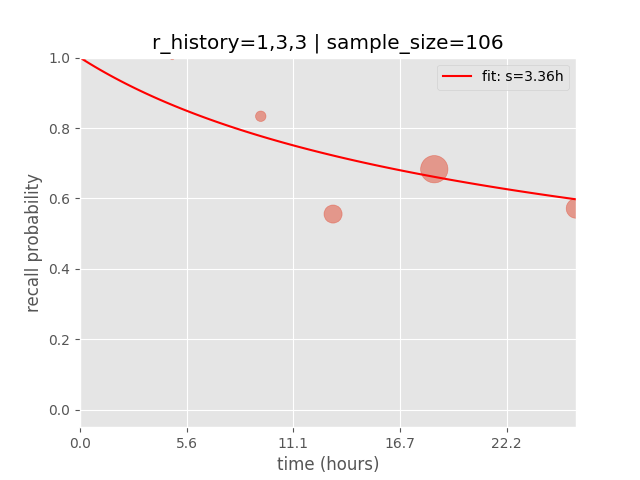 r_history=1,3,3 | sample_size=106
fit: s=3.36h
recall probability
1.0
0.8
0.6
0.4
0.2
0.0
0.0 5.6 11.1 16.7 22.2
time (hours)